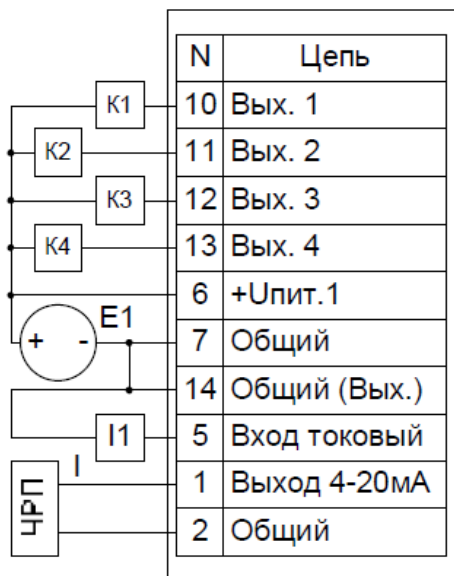 N Цепь
К1 10 Вых. 1
К2 11 Вых. 2
К3 12 Вых. 3
К4 13 Вых. 4
6 +Uпит.1
E1
+ - 7 Общий
14 Общий (Вых.)
I1 5 Вход токовый
I 1 Выход 4-20мА
ЧРП 2 Общий